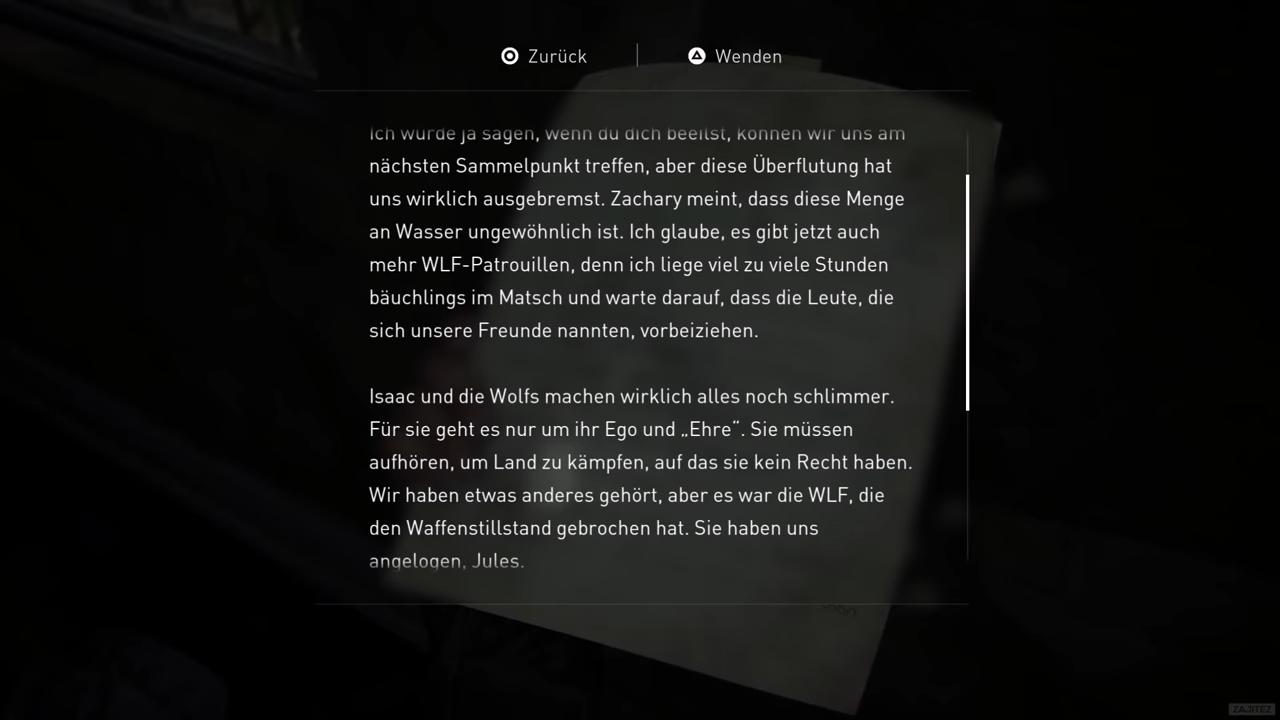 Zurück
Wenden
Ich würde ja sagen, wenn du dich beeilst, können wir uns am
nächsten Sammelpunkt treffen, aber diese Überflutung hat
uns wirklich ausgebremst. Zachary meint, dass diese Menge
an Wasser ungewöhnlich ist. Ich glaube, es gibt jetzt auch
mehr WLF-Patrouillen, denn ich liege viel zu viele Stunden
bäuchlings im Matsch und warte darauf, dass die Leute, die
sich unsere Freunde nannten, vorbeiziehen.
Isaac und die Wolfs machen wirklich alles noch schlimmer.
Für sie geht es nur um ihr Ego und „Ehre“. Sie müssen
aufhören, um Land zu kämpfen, auf das sie kein Recht haben.
Wir haben etwas anderes gehört, aber es war die WLF, die
den Waffenstillstand gebrochen hat. Sie haben uns
angelogen, Jules.
ZAJITEZ